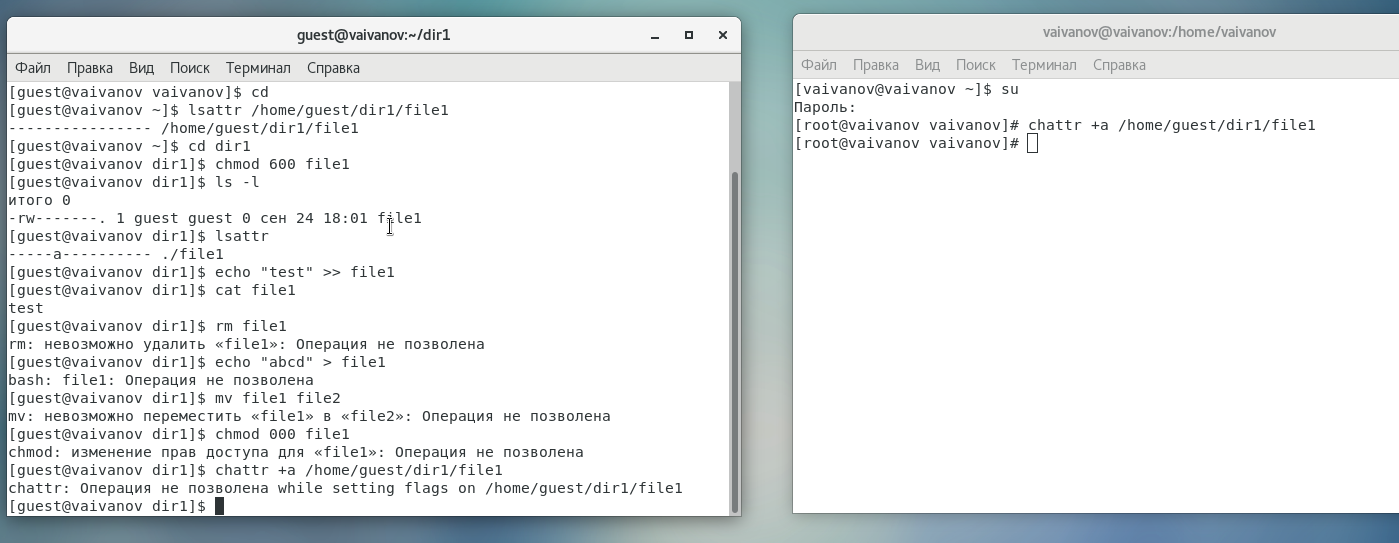 guest@vaivanov:~/dir1
Файл Правка Вид Поиск Терминал Справка
[guest@vaivanov vaivanov]$ cd
[guest@vaivanov ~]$ lsattr /home/guest/dir1/file1
---------------- /home/guest/dir1/file1
[guest@vaivanov ~]$ cd dir1
[guest@vaivanov dir1]$ chmod 600 file1
[guest@vaivanov dir1]$ ls -l
итого 0
-rw-------. 1 guest guest 0 сен 24 18:01 file1
[guest@vaivanov dir1]$ lsattr
-----a---------- ./file1
[guest@vaivanov dir1]$ echo "test" >> file1
[guest@vaivanov dir1]$ cat file1
test
[guest@vaivanov dir1]$ rm file1
rm: невозможно удалить «file1»: Операция не позволена
[guest@vaivanov dir1]$ echo "abcd" > file1
bash: file1: Операция не позволена
[guest@vaivanov dir1]$ mv file1 file2
mv: невозможно переместить «file1» в «file2»: Операция не позволена
[guest@vaivanov dir1]$ chmod 000 file1
chmod: изменение прав доступа для «file1»: Операция не позволена
[guest@vaivanov dir1]$ chattr +a /home/guest/dir1/file1
chattr: Операция не позволена while setting flags on /home/guest/dir1/file1
[guest@vaivanov dir1]$
vaivanov@vaivanov:/home/vaivanov
Файл Правка Вид Поиск Терминал Справка
[vaivanov@vaivanov ~]$ su
Пароль:
[root@vaivanov vaivanov]# chattr +a /home/guest/dir1/file1
[root@vaivanov vaivanov]#